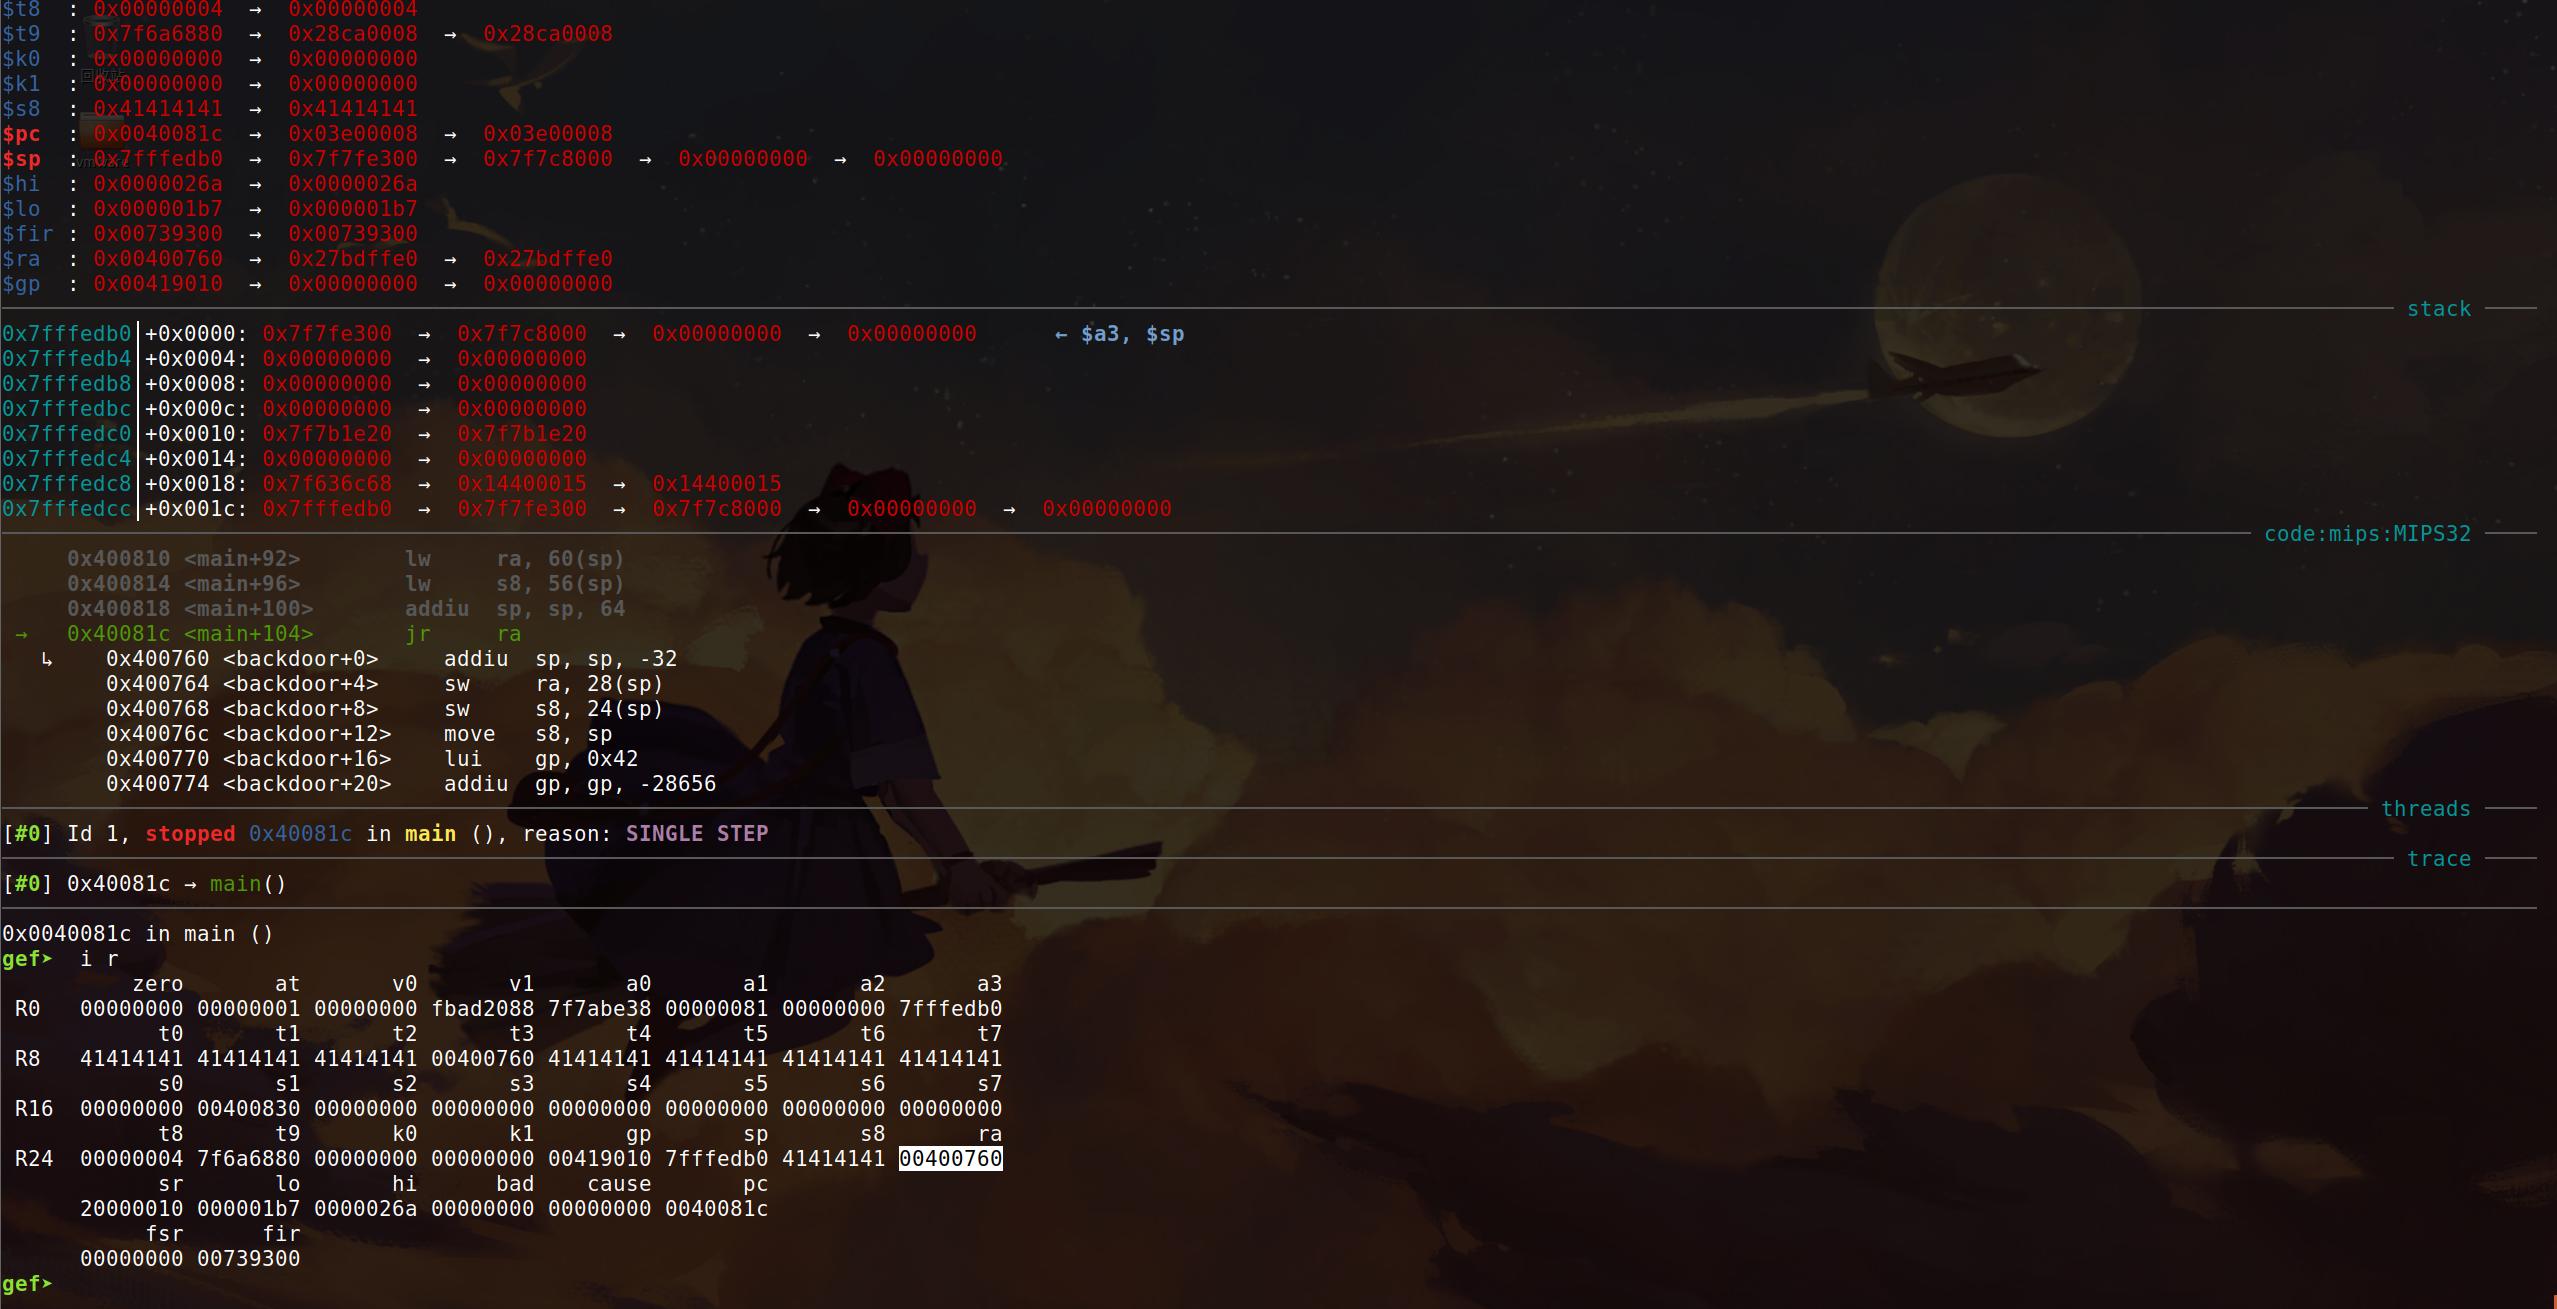 $t8  : 0x00000004  →  0x00000004
$t9  : 0x7f6a6880  →  0x28ca0008  →  0x28ca0008
$k0  : 0x00000000  →  0x00000000
$k1  : 0x00000000  →  0x00000000
回收站
$s8  : 0x41414141  →  0x41414141
$pc  : 0x0040081c  →  0x03e00008  →  0x03e00008
$sp  : 0x7fffedb0  →  0x7f7fe300  →  0x7f7c8000  →  0x00000000  →  0x00000000
$hi  : 0x0000026a  →  0x0000026a
$lo  : 0x000001b7  →  0x000001b7
$fir : 0x00739300  →  0x00739300
$ra  : 0x00400760  →  0x27bdffe0  →  0x27bdffe0
$gp  : 0x00419010  →  0x00000000  →  0x00000000
stack
0x7fffedb0│+0x0000: 0x7f7fe300  →  0x7f7c8000  →  0x00000000  →  0x00000000      ← $a3, $sp
0x7fffedb4│+0x0004: 0x00000000  →  0x00000000
0x7fffedb8│+0x0008: 0x00000000  →  0x00000000
0x7fffedbc│+0x000c: 0x00000000  →  0x00000000
0x7fffedc0│+0x0010: 0x7f7b1e20  →  0x7f7b1e20
0x7fffedc4│+0x0014: 0x00000000  →  0x00000000
0x7fffedc8│+0x0018: 0x7f636c68  →  0x14400015  →  0x14400015
0x7fffedcc│+0x001c: 0x7fffedb0  →  0x7f7fe300  →  0x7f7c8000  →  0x00000000  →  0x00000000
code:mips:MIPS32
0x400810 <main+92>        lw     ra, 60(sp)
0x400814 <main+96>        lw     s8, 56(sp)
0x400818 <main+100>       addiu  sp, sp, 64
→   0x40081c <main+104>       jr     ra
↳    0x400760 <backdoor+0>     addiu  sp, sp, -32
0x400764 <backdoor+4>     sw     ra, 28(sp)
0x400768 <backdoor+8>     sw     s8, 24(sp)
0x40076c <backdoor+12>    move   s8, sp
0x400770 <backdoor+16>    lui    gp, 0x42
0x400774 <backdoor+20>    addiu  gp, gp, -28656
threads
[#0] Id 1, stopped 0x40081c in main (), reason: SINGLE STEP
trace
[#0] 0x40081c → main()
0x0040081c in main ()
gef➤  i r
zero       at       v0       v1       a0       a1       a2       a3
R0   00000000 00000001 00000000 fbad2088 7f7abe38 00000081 00000000 7fffedb0
t0       t1       t2       t3       t4       t5       t6       t7
R8   41414141 41414141 41414141 00400760 41414141 41414141 41414141 41414141
s0       s1       s2       s3       s4       s5       s6       s7
R16  00000000 00400830 00000000 00000000 00000000 00000000 00000000 00000000
t8       t9       k0       k1       gp       sp       s8       ra
R24  00000004 7f6a6880 00000000 00000000 00419010 7fffedb0 41414141 00400760
sr       lo       hi      bad    cause       pc
20000010 000001b7 0000026a 00000000 00000000 0040081c
fsr      fir
00000000 00739300
gef➤